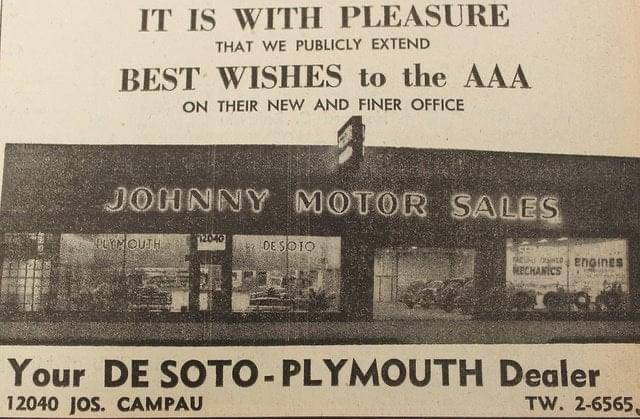 IT IS WITH PLEASURE
THAT WE PUBLICLY EXTEND
BEST WISHES to the AAA
ON THEIR NEW AND FINER OFFICE
JOHNNY MOTOR SALES
PLYMOUTH 12040 DE SOTO
MECHANICS ENGINES
Your DE SOTO-PLYMOUTH Dealer
12040 JOS. CAMPAU TW. 2-6565